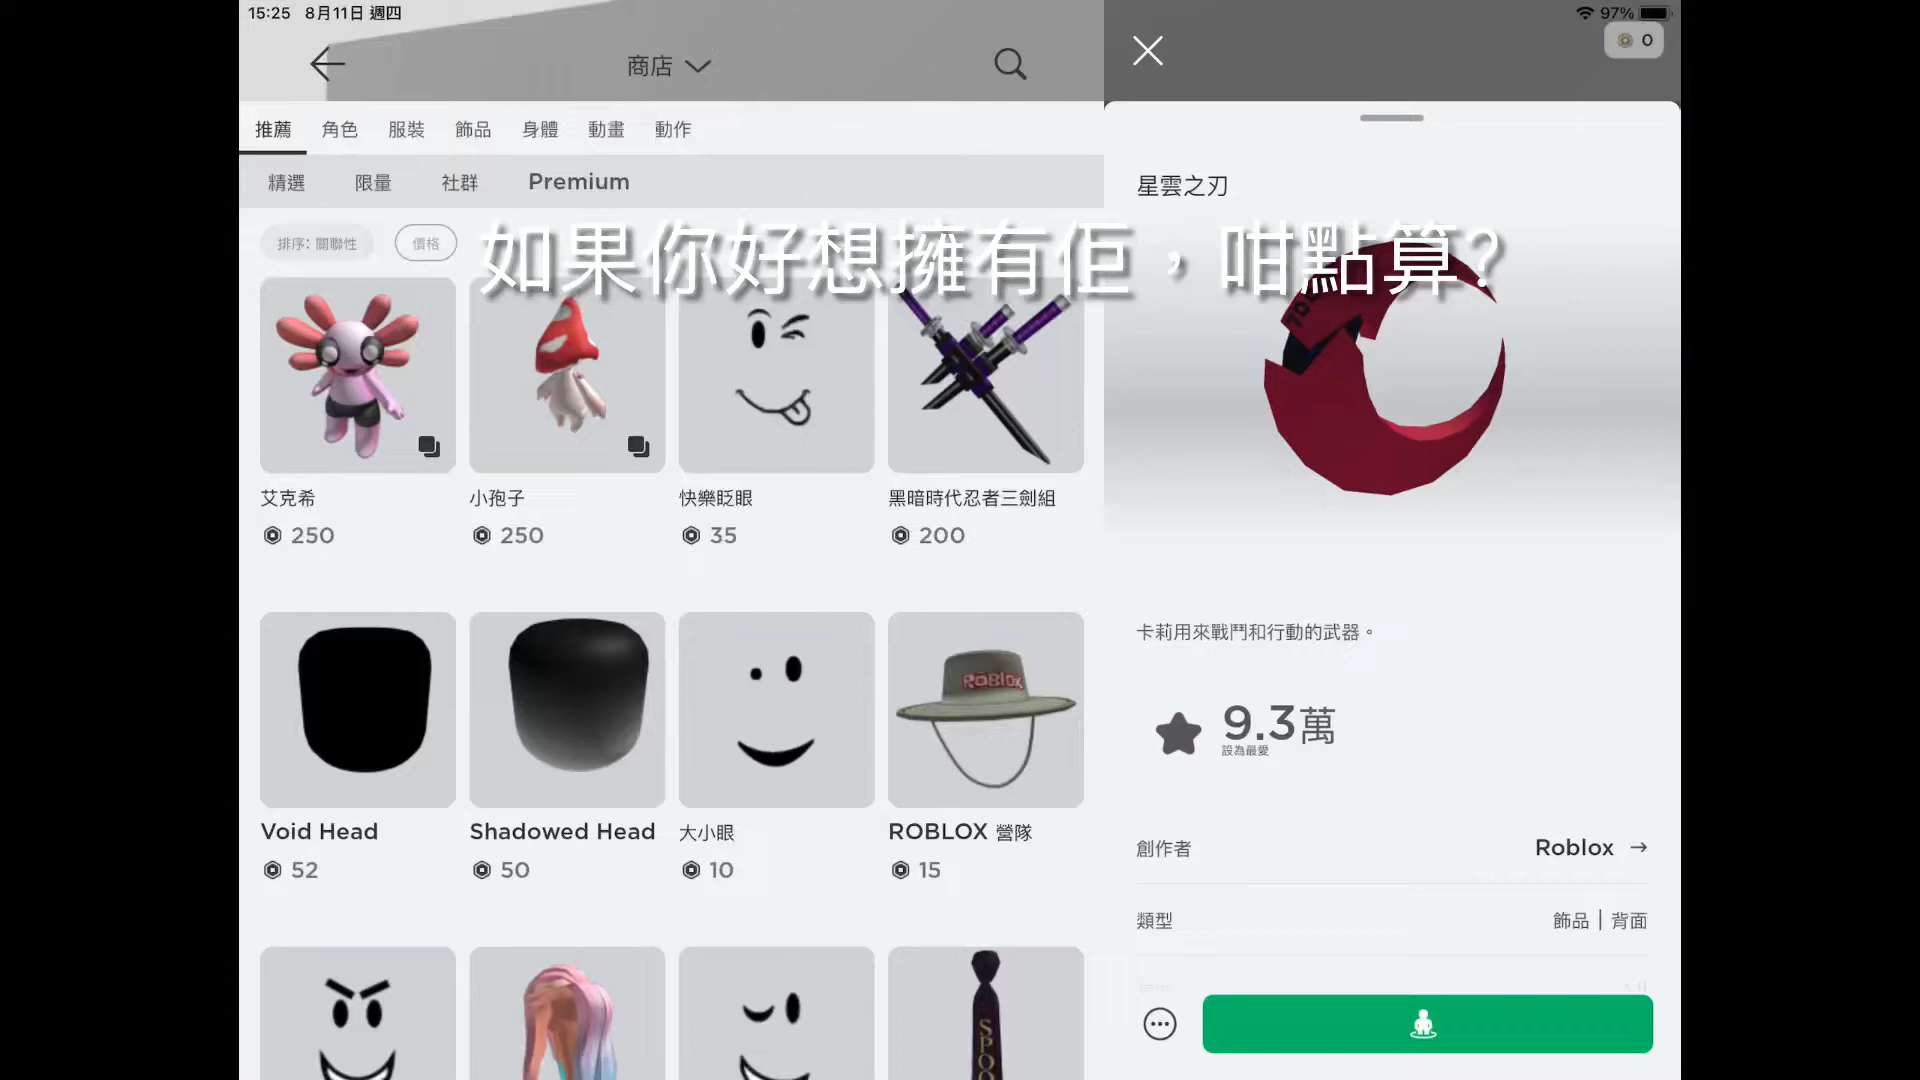 15:25 8月11日 週四
97%
0
商店
推薦 角色 服裝 飾品 身體 動畫 動作
精選 限量 社群 Premium
排序: 關聯性 價格
如果你好想擁有佢，咁點算?
艾克希
250
小孢子
250
快樂眨眼
35
黑暗時代忍者三劍組
200
Void Head
52
Shadowed Head
50
大小眼
10
ROBLOX
ROBLOX 營隊
15
SPOO
星雲之刃
卡莉用來戰鬥和行動的武器。
9.3萬
設為最愛
創作者 Roblox →
類型 飾品 | 背面